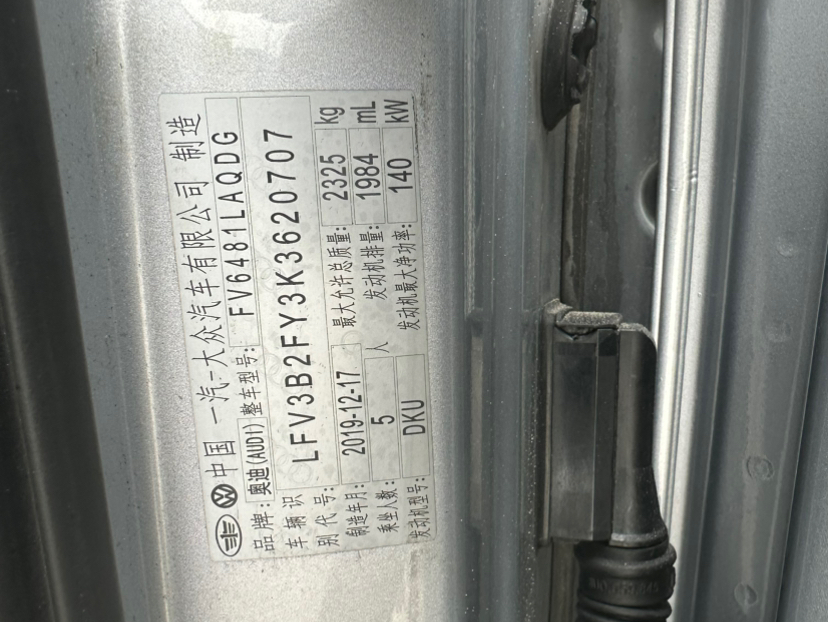 中国 一汽-大众汽车有限公司 制造
品牌: 奥迪(AUDI) 整车型号: FV6481LAQDG
车辆识别代号: LFV3B2FY3K3620707
制造年月: 2019-12-17 最大允许总质量: 2325 kg
乘坐人数: 5 人 发动机排量: 1984 mL
发动机型号: DKU 发动机最大净功率: 140 kW